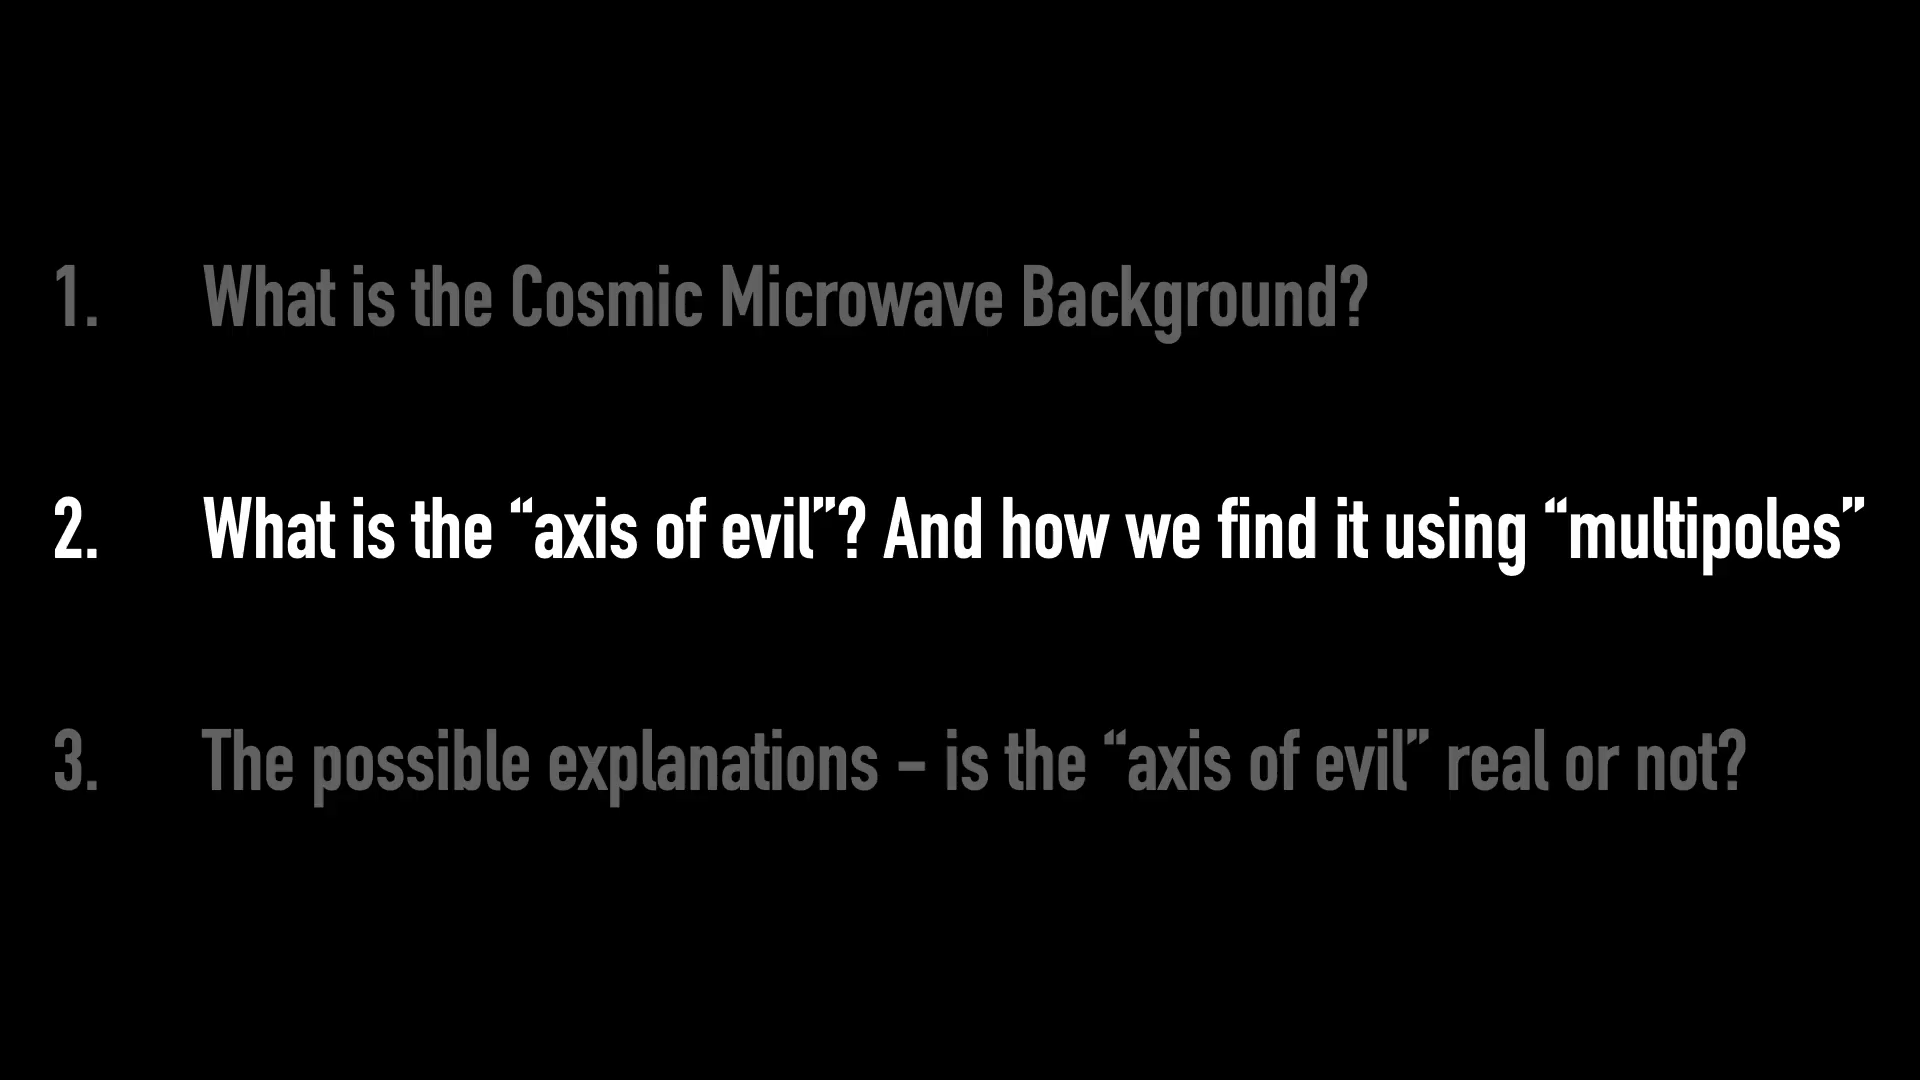 1. What is the Cosmic Microwave Background?
2. What is the “axis of evil”? And how we find it using “multipoles”
3. The possible explanations - is the “axis of evil” real or not?